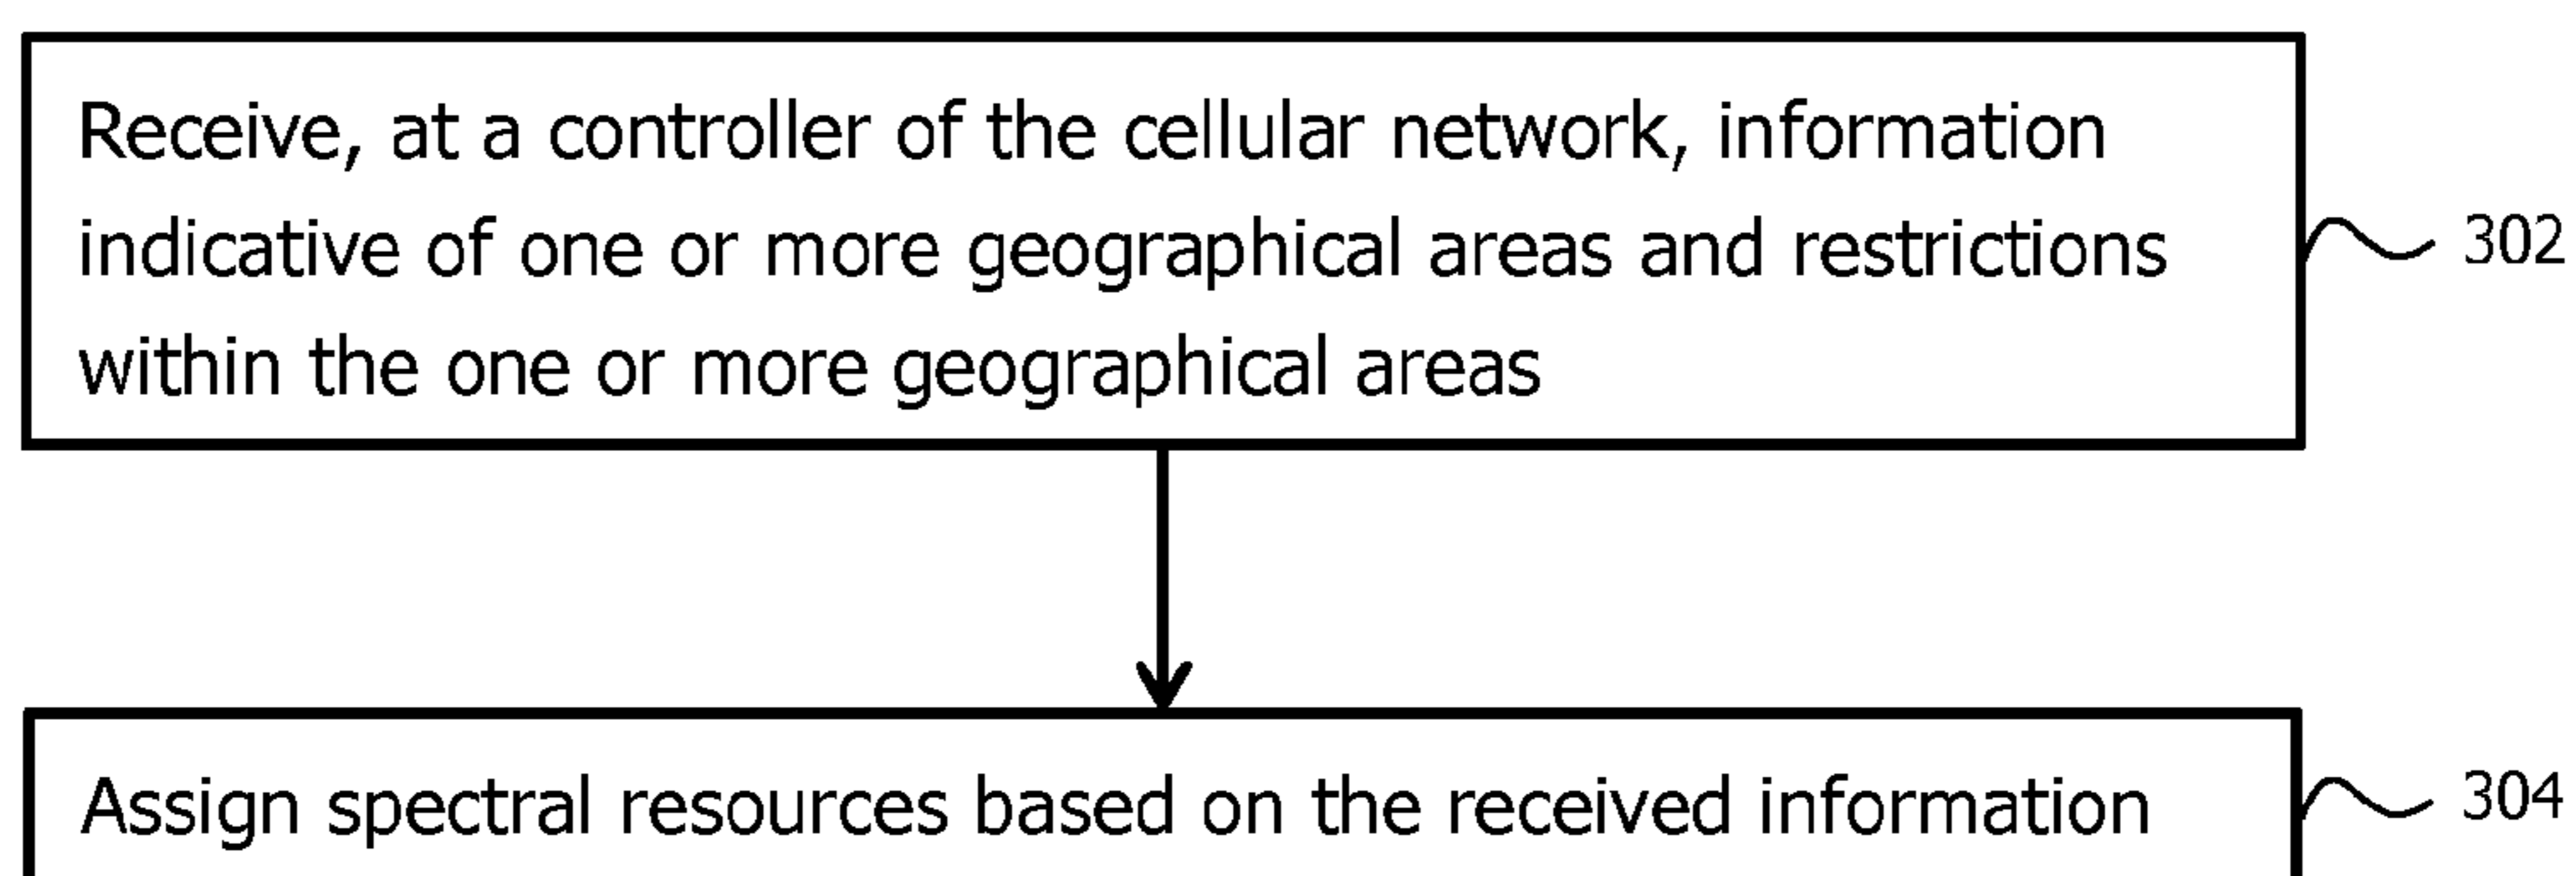 Receive, at a controller of the cellular network, information
indicative of one or more geographical areas and restrictions
within the one or more geographical areas
302
Assign spectral resources based on the received information
304